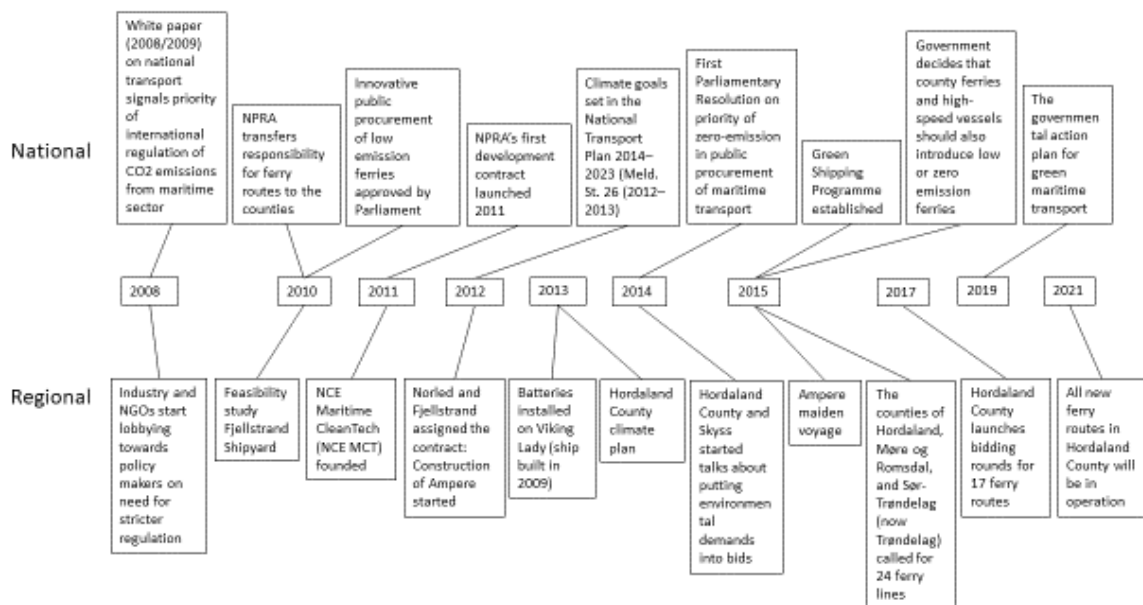 White paper
(2008/2009)
on national
transport
signals priority
of
international
regulation of
CO2 emissions
from maritime
sector
NPRA
transfers
responsibility
for ferry
routes to the
counties
Innovative
public
procurement
of low
emission
ferries
approved by
Parliament
NPRA's first
development
contract
launched
2011
Climate goals
set in the
National
Transport
Plan 2014–
2023 (Meld.
St. 26 (2012–
2013)
First
Parliamentary
Resolution on
priority of
zero-emission
in public
procurement
of maritime
transport
Green
Shipping
Programme
established
Government
decides that
county ferries
and high-
speed vessels
should also
introduce low
or zero
emission
ferries
The
governmen
tal action
plan for
green
maritime
transport
National
2008
2010
2011
2012
2013
2014
2015
2017
2019
2021
Regional
Industry and
NGOs start
lobbying
towards
policy
makers on
need for
stricter
regulation
Feasibility
study
Fjellstrand
Shipyard
NCE
Maritime
CleanTech
(NCE MCT)
founded
Norled and
Fjellstrand
assigned the
contract:
Construction
of Ampere
started
Batteries
installed on
Viking
Lady (ship
built in
2009)
Hordaland
County
climate
plan
Hordaland
County and
Skyss
started
talks about
putting
environmen
tal
demands
into bids
Ampere
maiden
voyage
The
counties of
Hordaland,
Møre og
Romsdal,
and Sør-
Trøndelag
(now
Trøndelag)
called for
24 ferry
lines
Hordaland
County
launches
bidding
rounds for
17 ferry
routes
All new
ferry
routes in
Hordaland
County will
be in
operation